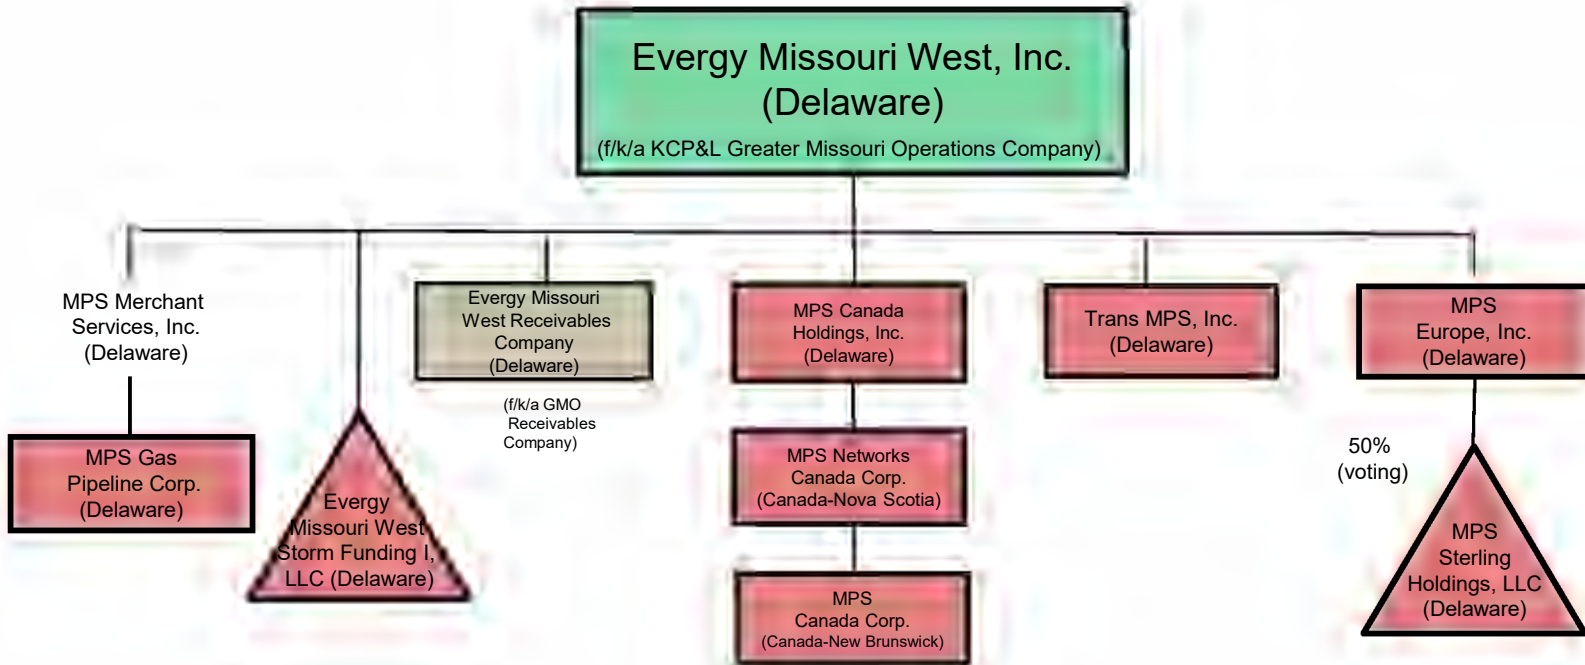 Evergy Missouri West, Inc.
(Delaware)
(f/k/a KCP&L Greater Missouri Operations Company)
MPS Merchant
Services, Inc.
(Delaware)
MPS Gas
Pipeline Corp.
(Delaware)
Evergy
Missouri West
Storm Funding I,
LLC (Delaware)
Evergy Missouri
West Receivables
Company
(Delaware)
(f/k/a GMO
Receivables
Company)
MPS Canada
Holdings, Inc.
(Delaware)
MPS Networks
Canada Corp.
(Canada-Nova Scotia)
MPS
Canada Corp.
(Canada-New Brunswick)
Trans MPS, Inc.
(Delaware)
MPS
Europe, Inc.
(Delaware)
50%
(voting)
MPS
Sterling
Holdings, LLC
(Delaware)